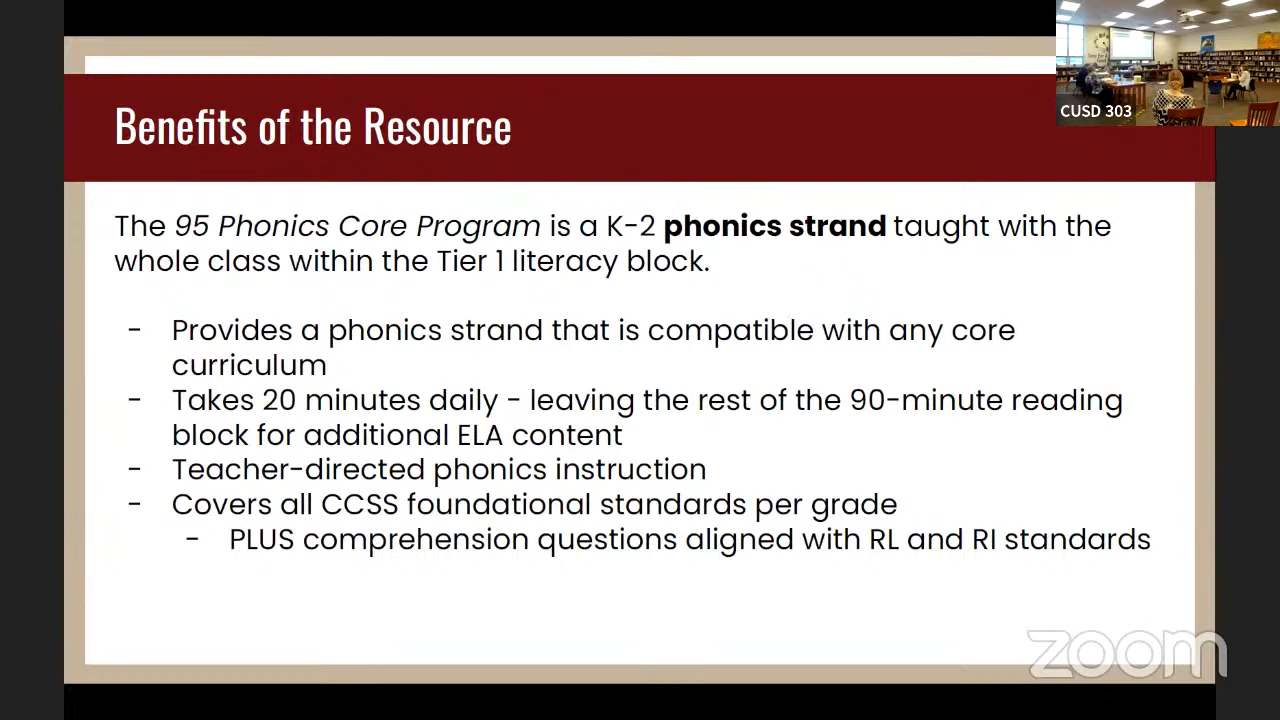 CUSD 303
Benefits of the Resource
The 95 Phonics Core Program is a K-2 phonics strand taught with the
whole class within the Tier 1 literacy block.
- Provides a phonics strand that is compatible with any core
curriculum
- Takes 20 minutes daily - leaving the rest of the 90-minute reading
block for additional ELA content
- Teacher-directed phonics instruction
- Covers all CCSS foundational standards per grade
- PLUS comprehension questions aligned with RL and RI standards
zoom